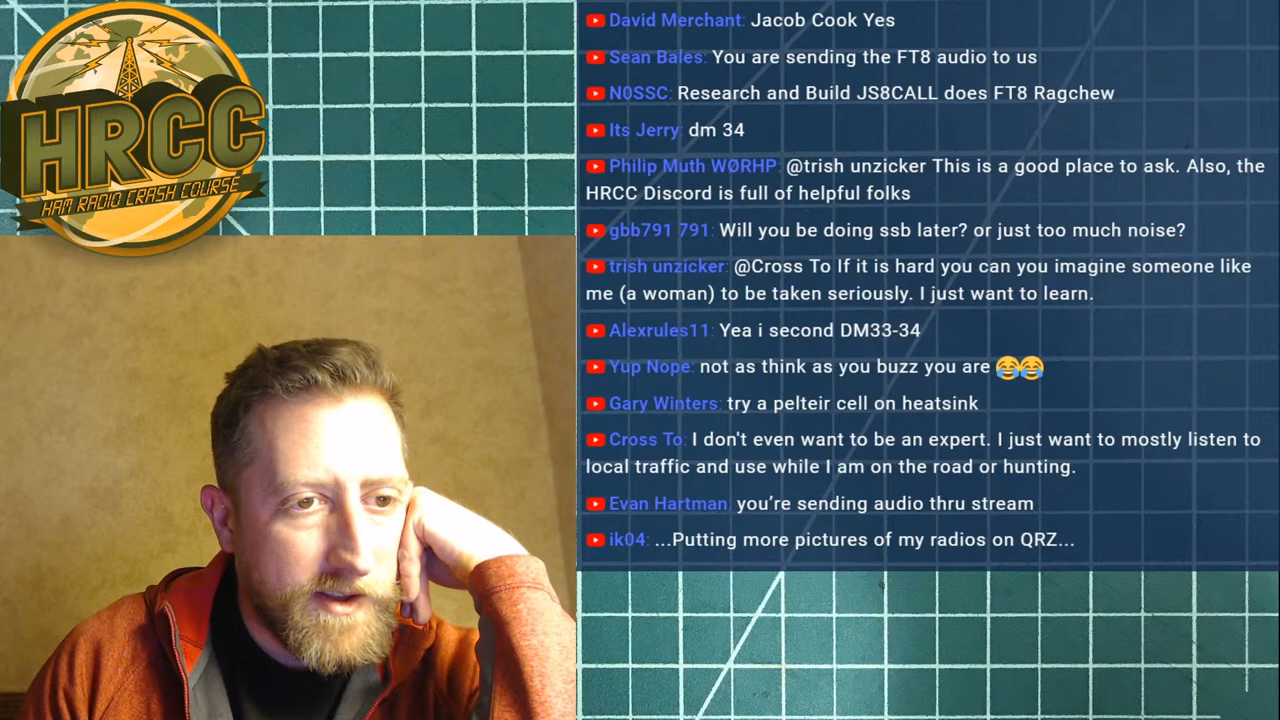 HRCC
HAM RADIO CRASH COURSE
David Merchant: Jacob Cook Yes
Sean Bales: You are sending the FT8 audio to us
N0SSC: Research and Build JS8CALL does FT8 Ragchew
Its Jerry: dm 34
Philip Muth WØRHP: @trish unzicker This is a good place to ask. Also, the
HRCC Discord is full of helpful folks
gbb791 791: Will you be doing ssb later? or just too much noise?
trish unzicker: @Cross To If it is hard you can you imagine someone like
me (a woman) to be taken seriously. I just want to learn.
Alexrules11: Yea i second DM33-34
Yup Nope: not as think as you buzz you are 😂😂
Gary Winters: try a pelteir cell on heatsink
Cross To: I don't even want to be an expert. I just want to mostly listen to
local traffic and use while I am on the road or hunting.
Evan Hartman: you’re sending audio thru stream
ik04: ...Putting more pictures of my radios on QRZ...